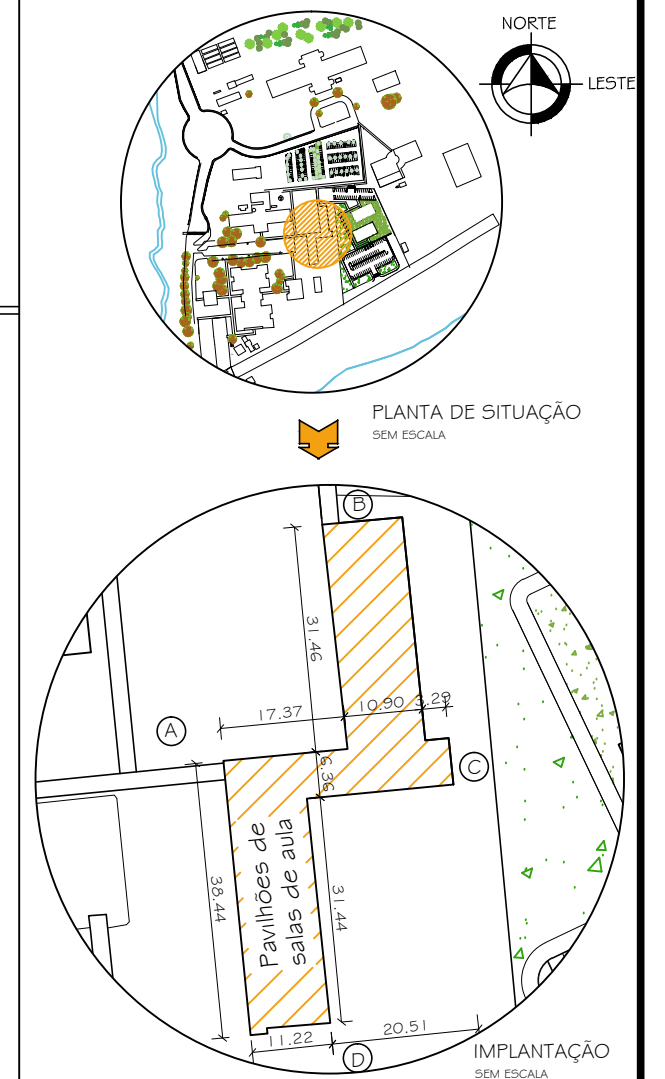 NORTE
LESTE
PLANTA DE SITUAÇÃO
SEM ESCALA
B
31.46
17.37
10.90
3.29
A
C
6.36
Pavilhões de
salas de aula
38.44
31.44
11.22
20.51
D
IMPLANTAÇÃO
SEM ESCALA